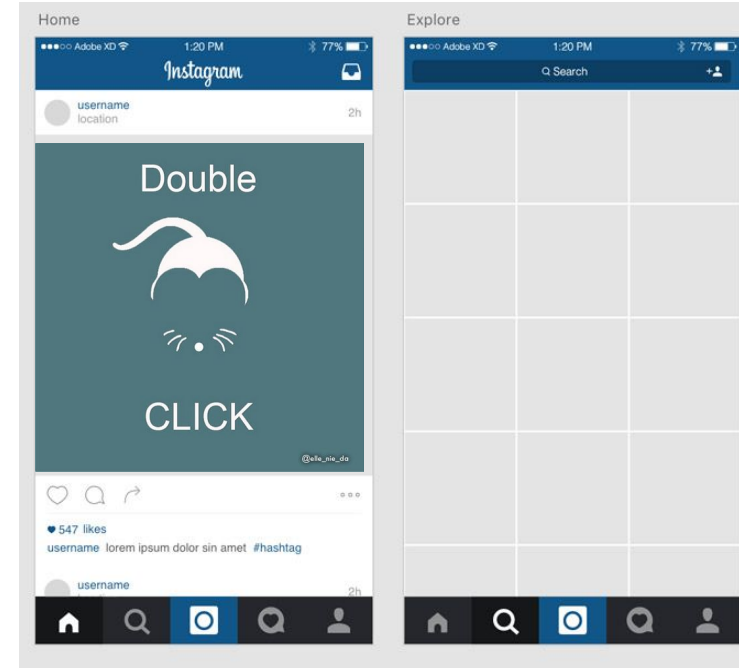 Home
Adobe XD 1:20 PM 77%
Instagram
username
location 2h
Double
CLICK
@elle_nie_da
547 likes
username lorem ipsum dolor sin amet #hashtag
username
2h
Explore
Adobe XD 1:20 PM 77%
Search